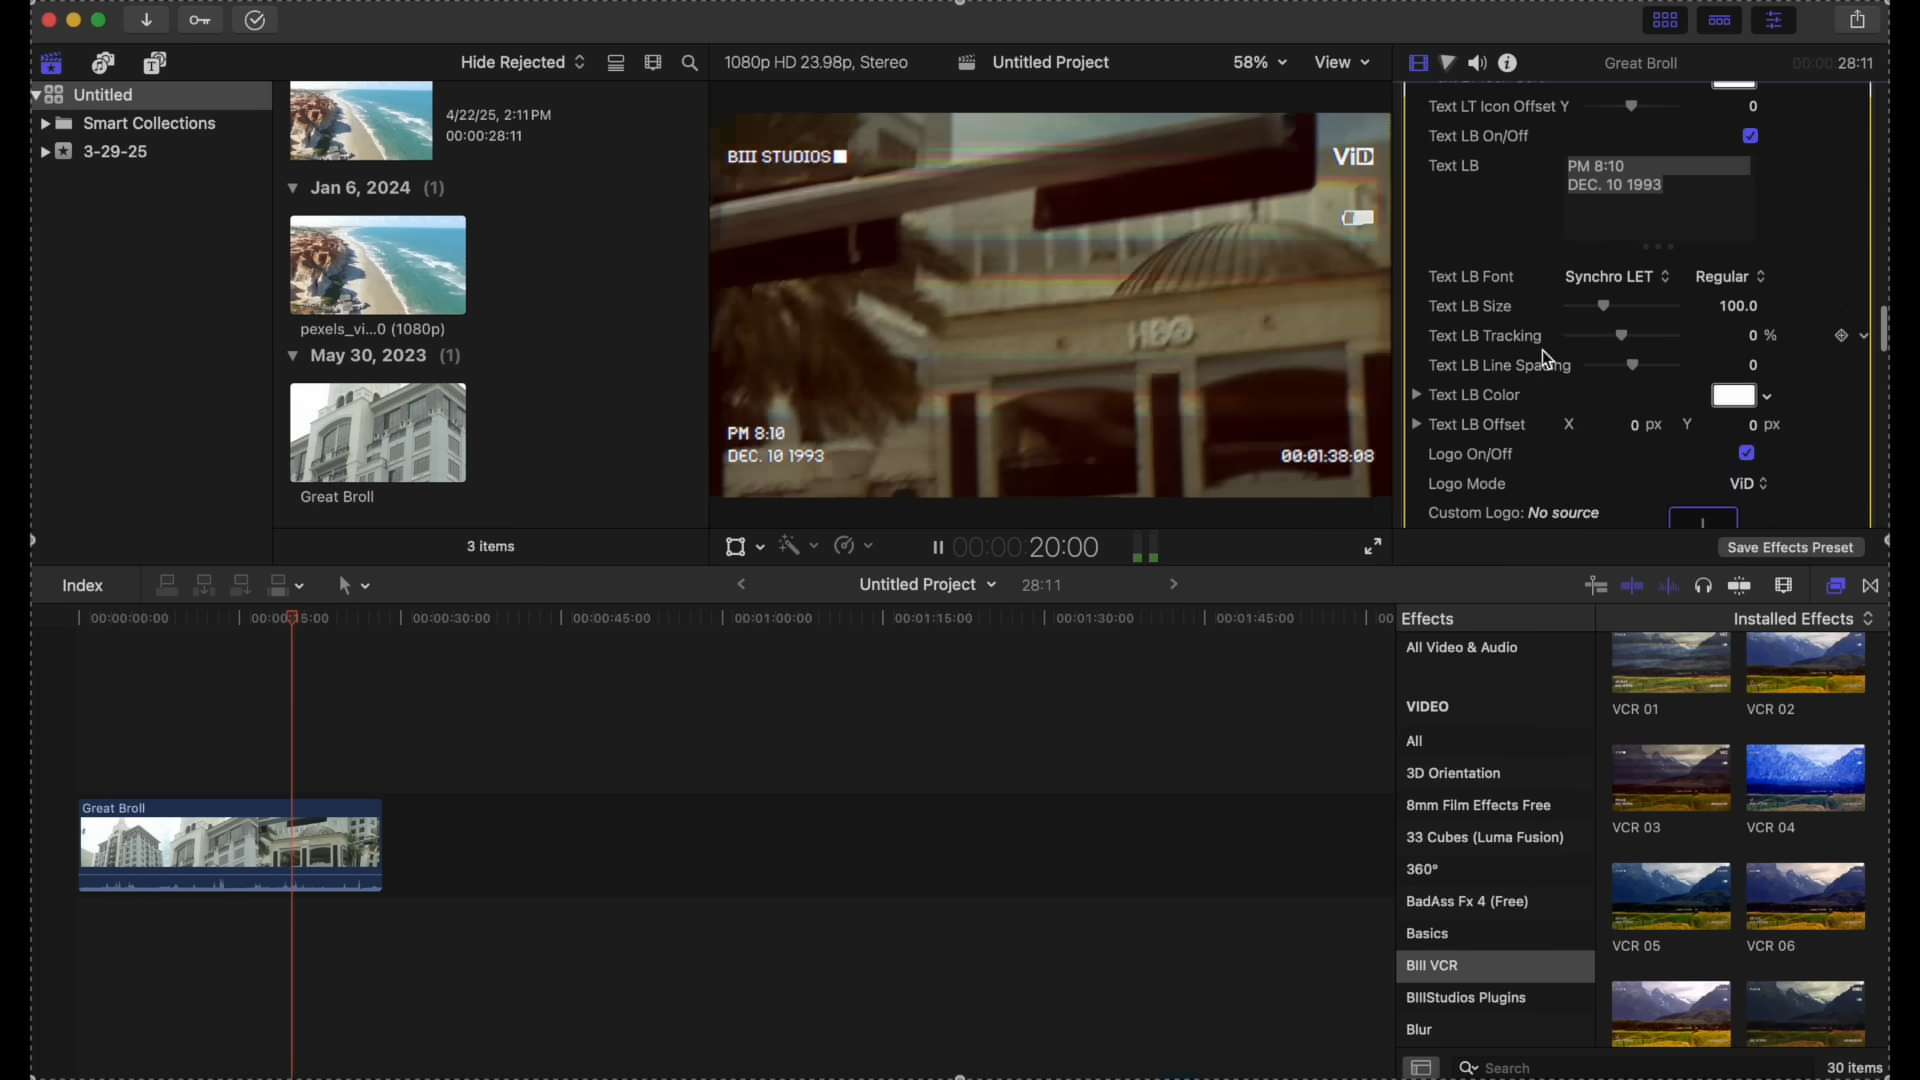 Hide Rejected
1080p HD 23.98p, Stereo
Untitled Project
58%
View
Great Broll
00:00:28:11
Untitled
Smart Collections
3-29-25
4/22/25, 2:11PM
00:00:28:11
Jan 6, 2024 (1)
pexels_vi...0 (1080p)
May 30, 2023 (1)
Great Broll
3 items
BIII STUDIOS
ViD
HBO
PM 8:10
DEC. 10 1993
00:01:38:08
00:00:20:00
Text LT Icon Offset Y 0
Text LB On/Off
Text LB
PM 8:10
DEC. 10 1993
Text LB Font Synchro LET Regular
Text LB Size 100.0
Text LB Tracking 0 %
Text LB Line Spacing 0
Text LB Color
Text LB Offset X 0 px Y 0 px
Logo On/Off
Logo Mode ViD
Custom Logo: No source
Save Effects Preset
Index
Untitled Project 28:11
00:00:00:00 00:00:15:00 00:00:30:00 00:00:45:00 00:01:00:00 00:01:15:00 00:01:30:00 00:01:45:00 00
Great Broll
Effects
Installed Effects
All Video & Audio
VIDEO
All
3D Orientation
8mm Film Effects Free
33 Cubes (Luma Fusion)
360°
BadAss Fx 4 (Free)
Basics
BIII VCR
BIIIStudios Plugins
Blur
VCR 01 VCR 02
VCR 03 VCR 04
VCR 05 VCR 06
Search
30 items